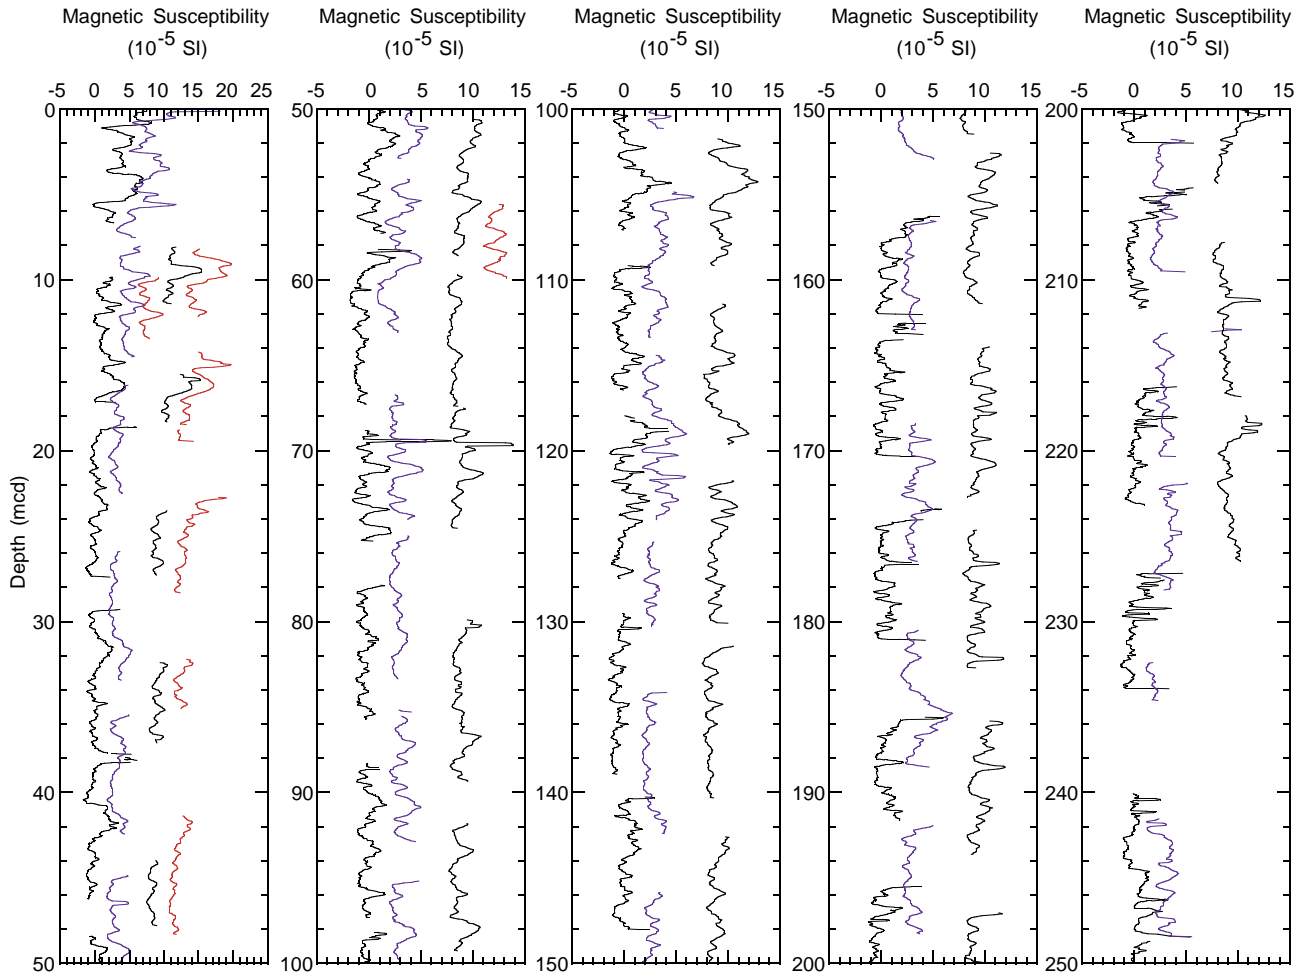 Magnetic Susceptibility Magnetic Susceptibility Magnetic Susceptibility Magnetic Susceptibility Magnetic Susceptibility
(10-5 SI) (10-5 SI) (10-5 SI) (10-5 SI) (10-5 SI)
-5 0 5 10 15 20 25 -5 0 5 10 15 -5 0 5 10 15 -5 0 5 10 15 -5 0 5 10 15
0 50 100 150 200
10 60 110 160 210
20 70 120 170 220
Depth (mcd)
30 80 130 180 230
40 90 140 190 240
50 100 150 200 250